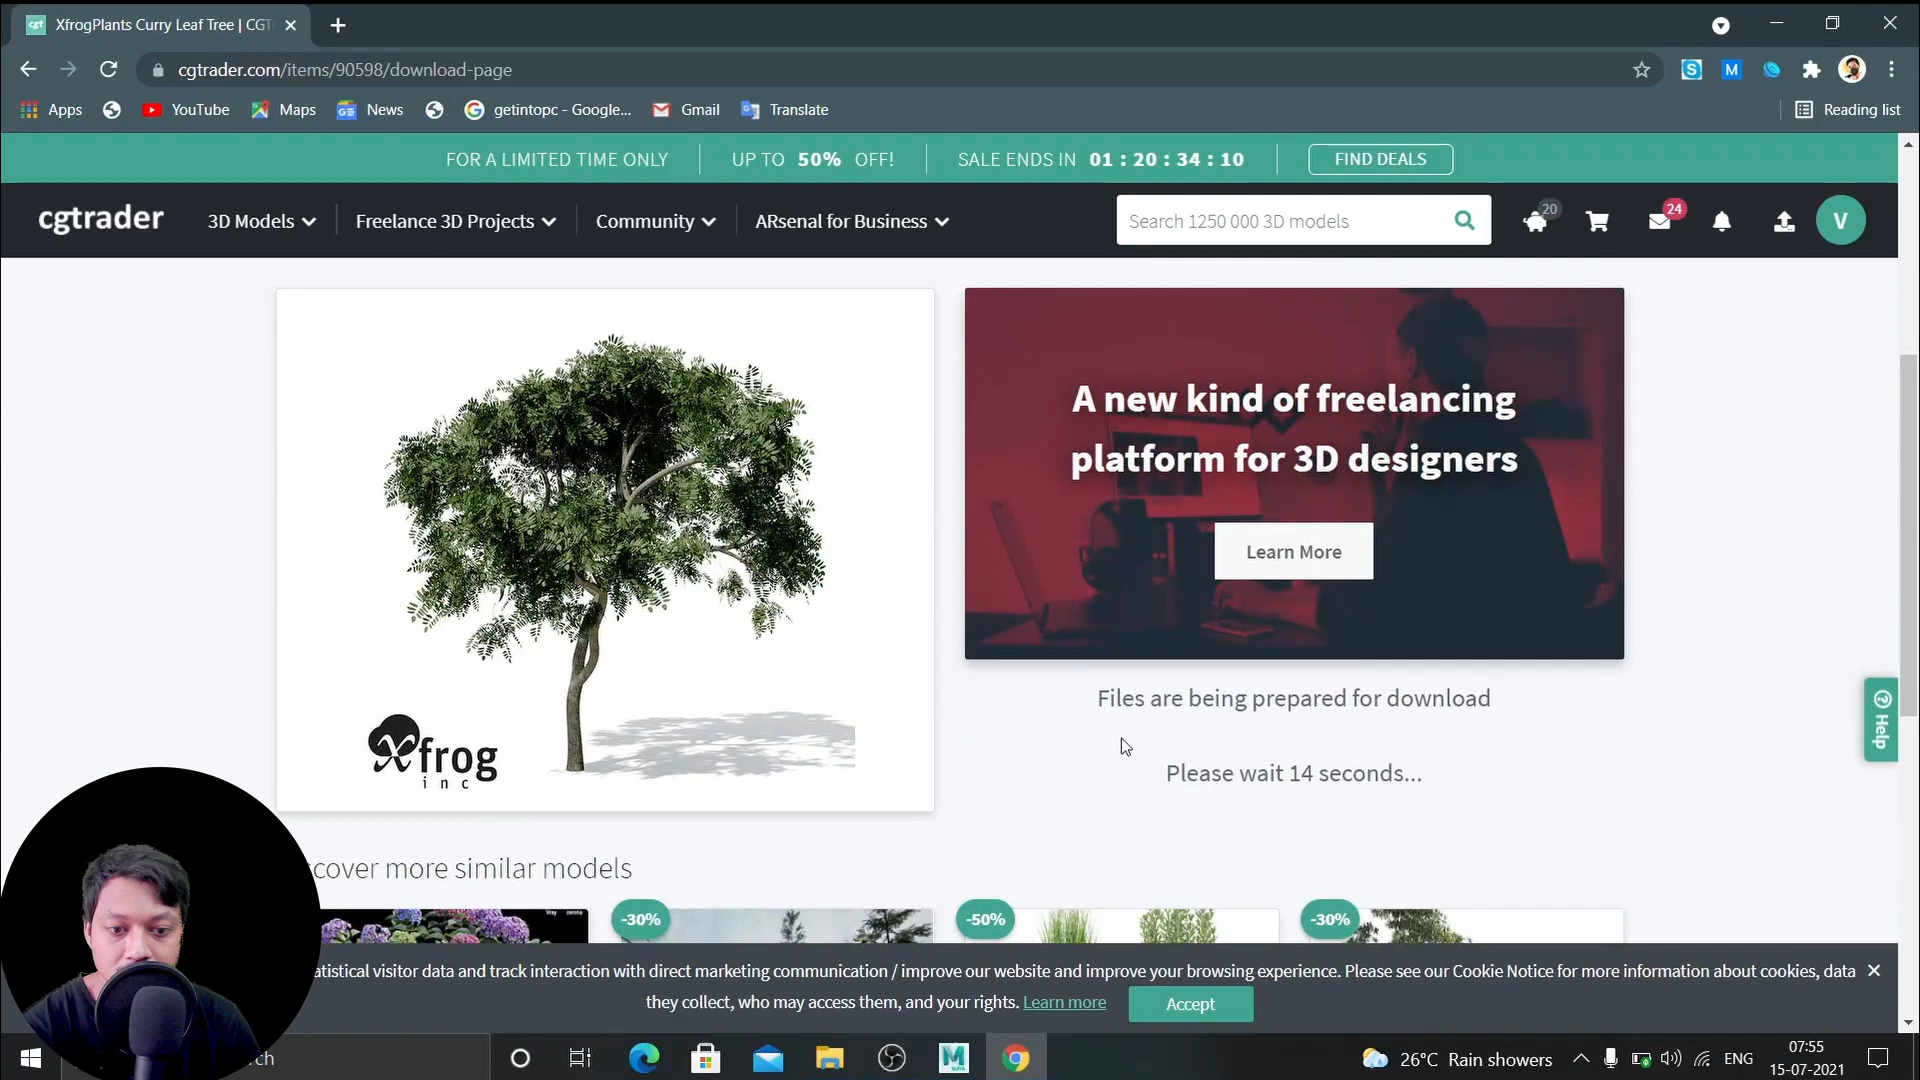 XfrogPlants Curry Leaf Tree | CGT
cgtrader.com/items/90598/download-page
Apps
YouTube
Maps
News
getintopc - Google...
Gmail
Translate
Reading list
FOR A LIMITED TIME ONLY
UP TO 50% OFF!
SALE ENDS IN 01 : 20 : 34 : 10
FIND DEALS
cgtrader
3D Models
Freelance 3D Projects
Community
ARsenal for Business
Search 1250 000 3D models
20
24
V
A new kind of freelancing
platform for 3D designers
Learn More
Files are being prepared for download
Please wait 14 seconds...
xfrog
inc
Help
cover more similar models
-30%
-50%
-30%
atistical visitor data and track interaction with direct marketing communication / improve our website and improve your browsing experience. Please see our Cookie Notice for more information about cookies, data
they collect, who may access them, and your rights. Learn more
Accept
rch
26°C Rain showers
ENG
07:55
15-07-2021